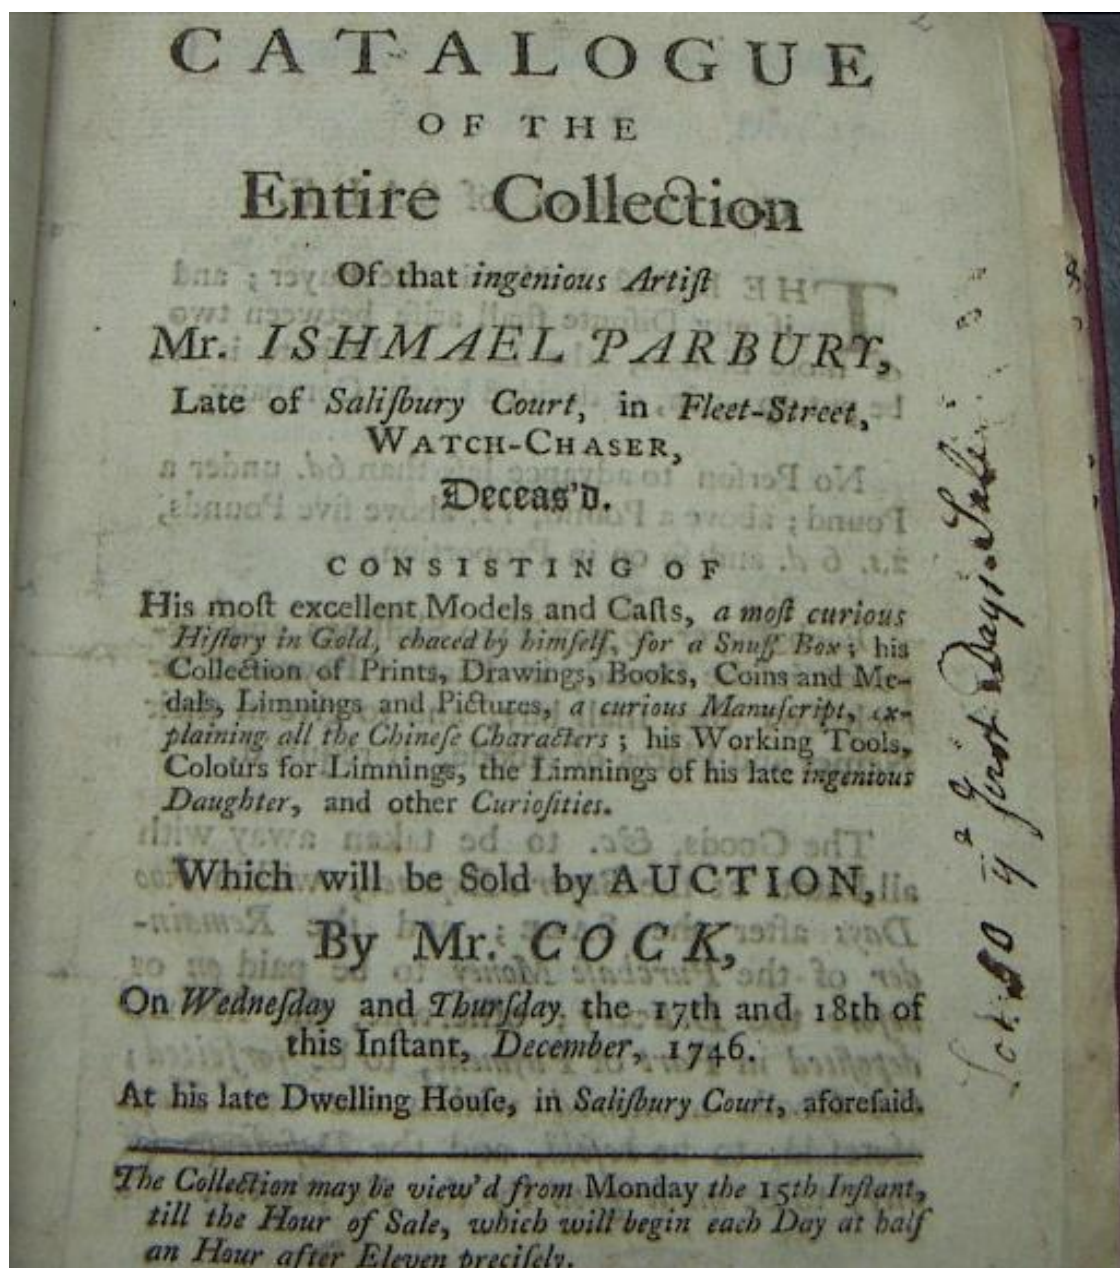 CATALOGUE
OF THE
Entire Collection
Of that ingenious Artiſt
Mr. ISHMAEL PARBURY,
Late of Saliſbury Court, in Fleet-Street,
WATCH-CHASER,
Deceas'd.
CONSISTING OF
His moſt excellent Models and Caſts, a moſt curious
Hiſtory in Gold, chaced by himſelf, for a Snuff Box; his
Collection of Prints, Drawings, Books, Coins and Me-
dals, Limnings and Pictures, a curious Manuſcript, ex-
plaining all the Chineſe Characters; his Working Tools,
Colours for Limnings, the Limnings of his late ingenious
Daughter, and other Curioſities.
Which will be Sold by AUCTION,
By Mr. COCK,
On Wedneſday and Thurſday the 17th and 18th of
this Inſtant, December, 1746.
At his late Dwelling Houſe, in Saliſbury Court, aforeſaid.
The Collection may be view'd from Monday the 15th Inſtant,
till the Hour of Sale, which will begin each Day at half
an Hour after Eleven preciſely.
Lot 80 yᵉ first Days Sale